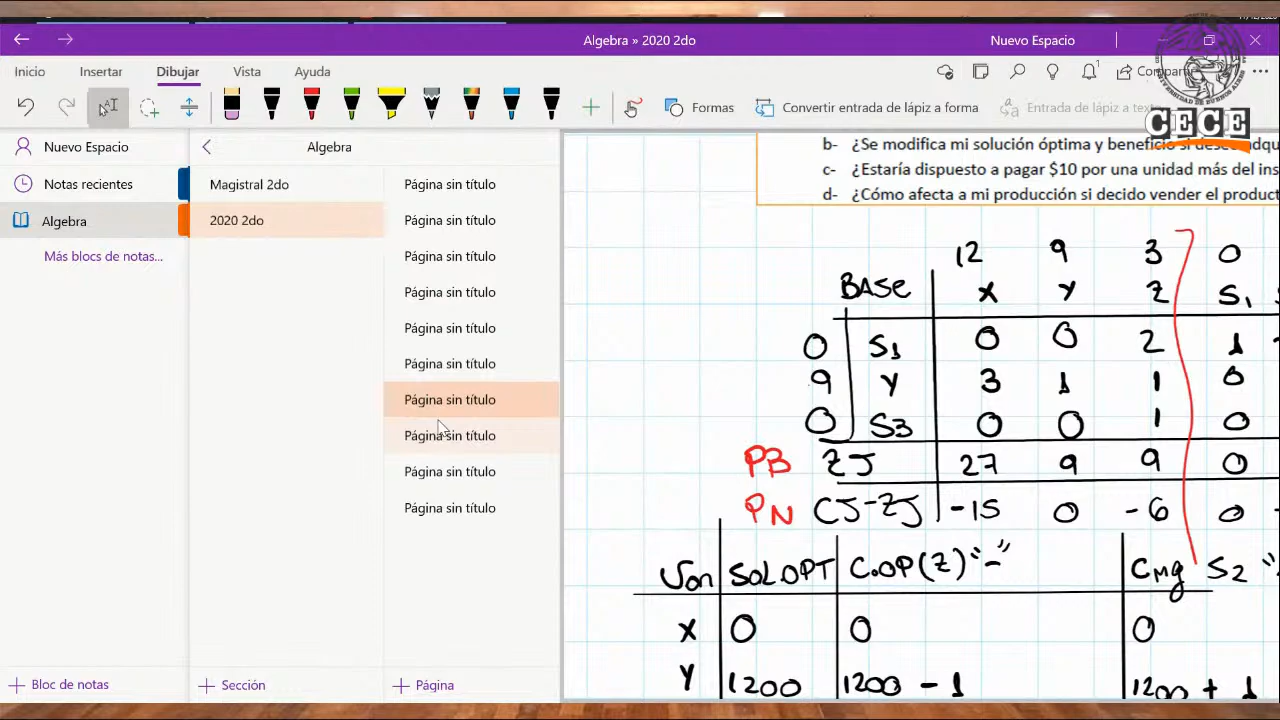 Algebra » 2020 2do
Nuevo Espacio
Inicio Insertar Dibujar Vista Ayuda
Formas Convertir entrada de lápiz a forma Entrada de lápiz a texto
CECE
Nuevo Espacio
Algebra
Notas recientes
Magistral 2do
Página sin título
Algebra
2020 2do
Página sin título
Más blocs de notas...
Página sin título
Página sin título
Página sin título
Página sin título
Página sin título
Página sin título
Página sin título
Página sin título
Bloc de notas
Sección
Página
b- ¿Se modifica mi solución óptima y beneficio si deseo adqu
c- ¿Estaría dispuesto a pagar $10 por una unidad más del ins
d- ¿Cómo afecta a mi producción si decido vender el product
12 9 3 0
BASE X Y Z S1
0 S1 0 0 2 1
9 Y 3 1 1 0
0 S3 0 0 1 0
PB ZJ 27 9 9 0
PN CJ-ZJ -15 0 -6 0
Von SOL OPT C.OP(Z) "-" CMg S2
X 0 0 0
Y 1200 1200 - 1 1200 + 1